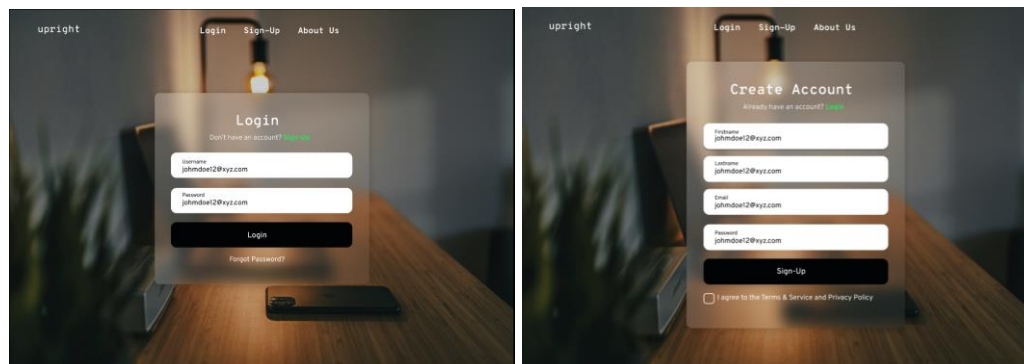 upright
Login Sign-Up About Us
Login
Don't have an account? Sign-Up
Username
johmdoe12@xyz.com
Password
johmdoe12@xyz.com
Login
Forgot Password?
upright
Login Sign-Up About Us
Create Account
Already have an account? Login
Firstname
johmdoe12@xyz.com
Lastname
johmdoe12@xyz.com
Email
johmdoe12@xyz.com
Password
johmdoe12@xyz.com
Sign-Up
I agree to the Terms & Service and Privacy Policy